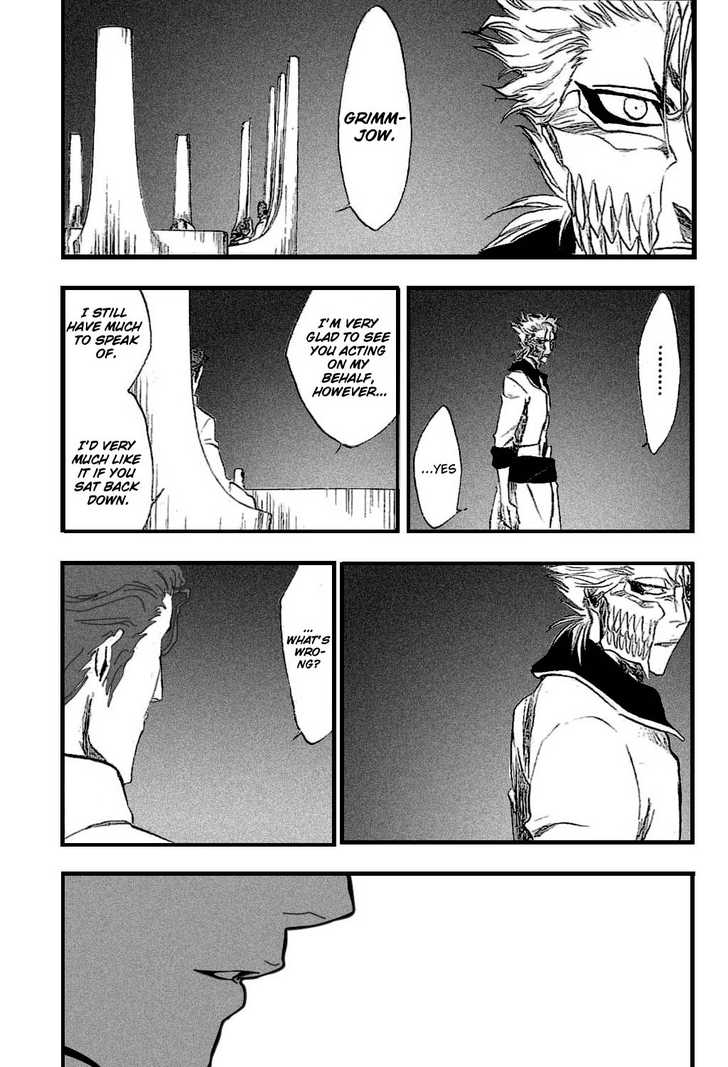 GRIMM-
JOW.
........
...YES
I'M VERY
GLAD TO SEE
YOU ACTING
ON MY
BEHALF,
HOWEVER...
I STILL
HAVE MUCH
TO SPEAK
OF.
I'D VERY
MUCH LIKE
IT IF YOU
SAT BACK
DOWN.
...
WHAT'S
WRO-
NG?